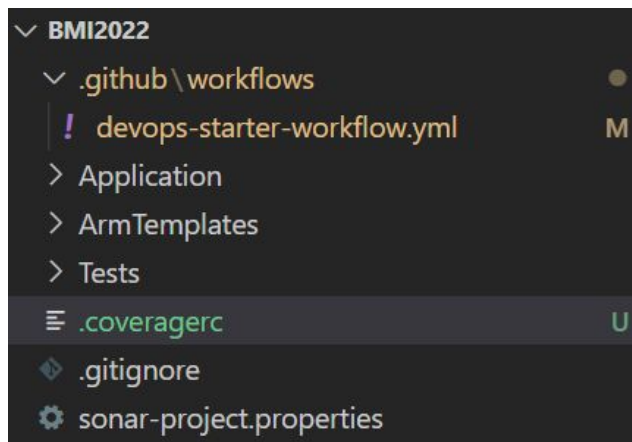 BMI2022
.github\workflows
! devops-starter-workflow.yml M
Application
ArmTemplates
Tests
.coveragerc U
.gitignore
sonar-project.properties